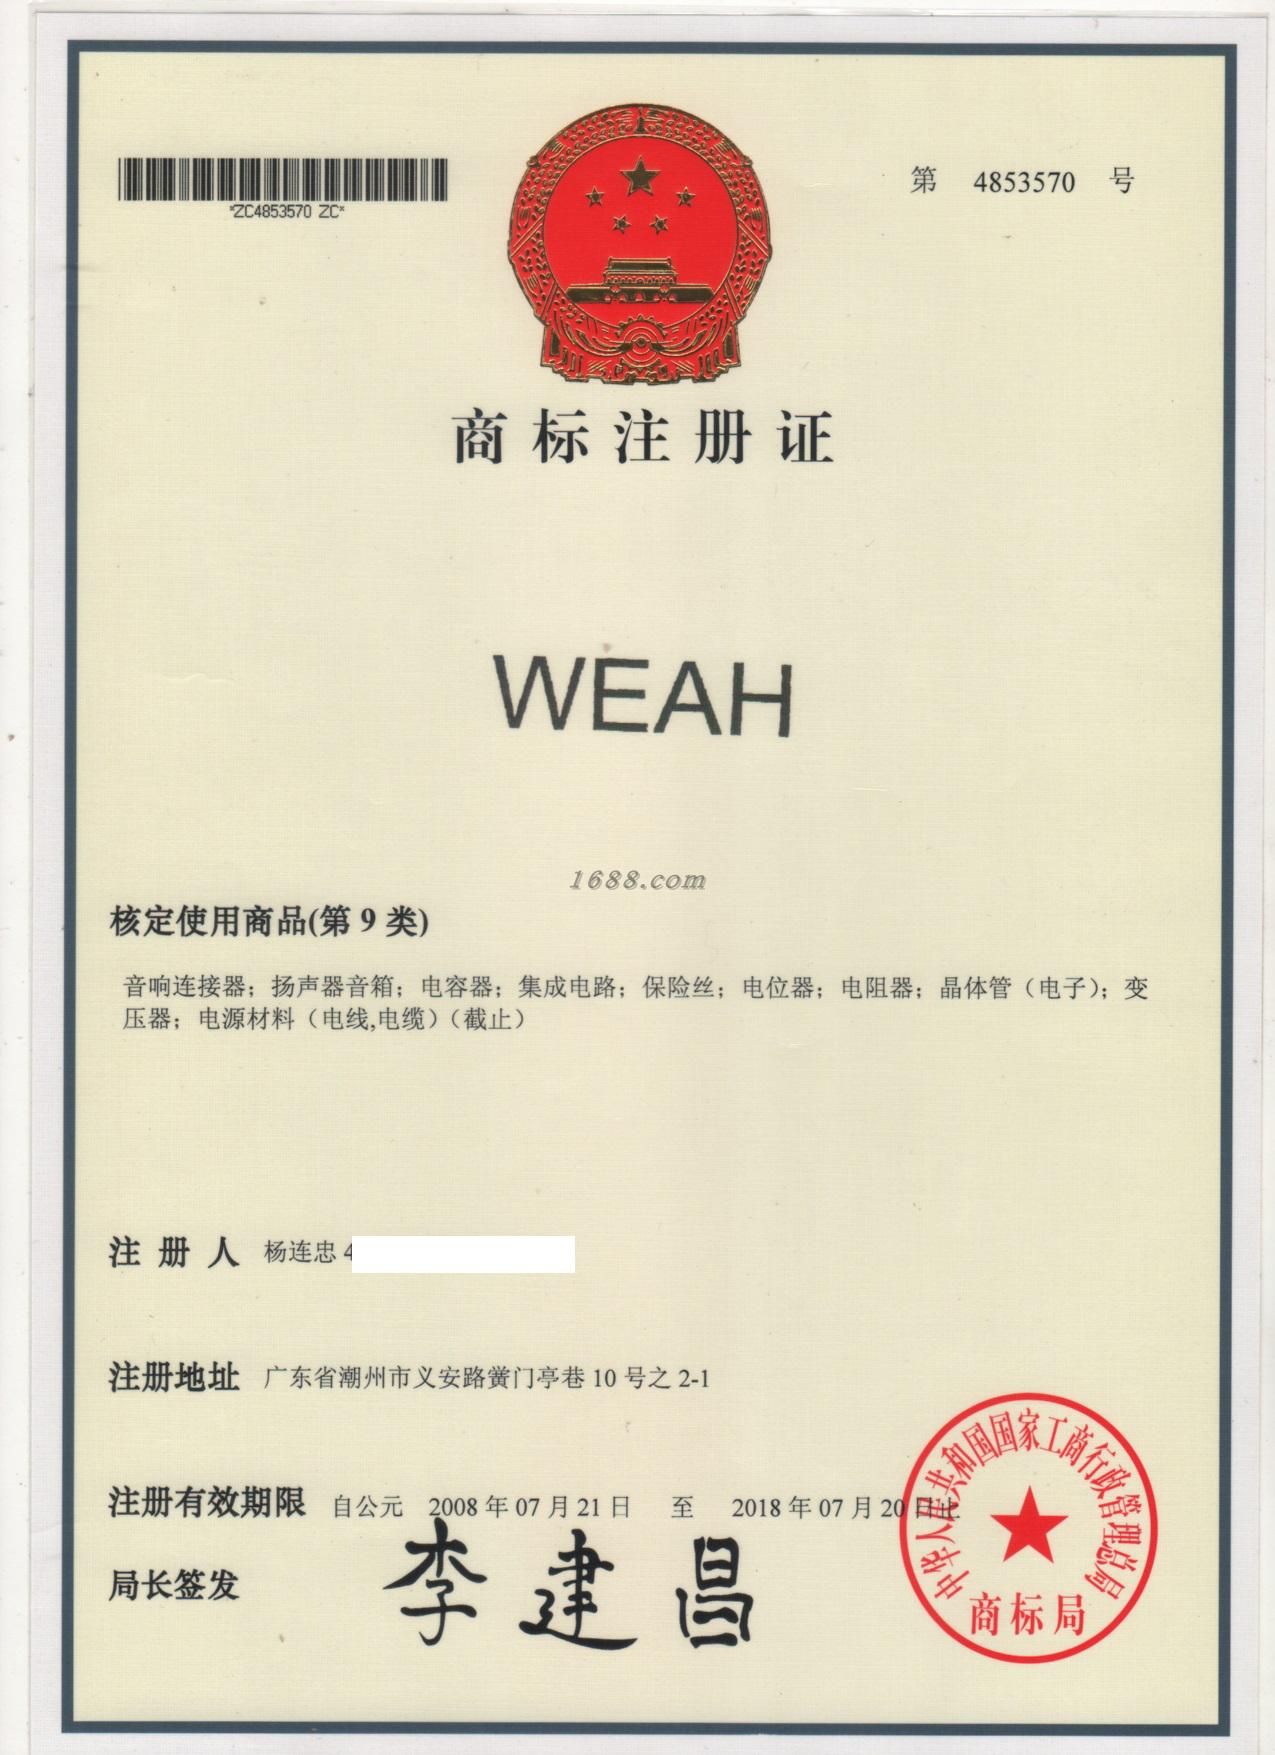 *ZC4853570 ZC*
第 4853570 号
商标注册证
WEAH
1688.com
核定使用商品(第 9 类)
音响连接器；扬声器音箱；电容器；集成电路；保险丝；电位器；电阻器；晶体管（电子）；变
压器；电源材料（电线,电缆）（截止）
注 册 人 杨连忠 4
注册地址 广东省潮州市义安路黉门亭巷 10 号之 2-1
注册有效期限 自公元 2008 年 07 月 21 日 至 2018 年 07 月 20 日止
局长签发 李建昌
中华人民共和国国家工商行政管理总局
商标局